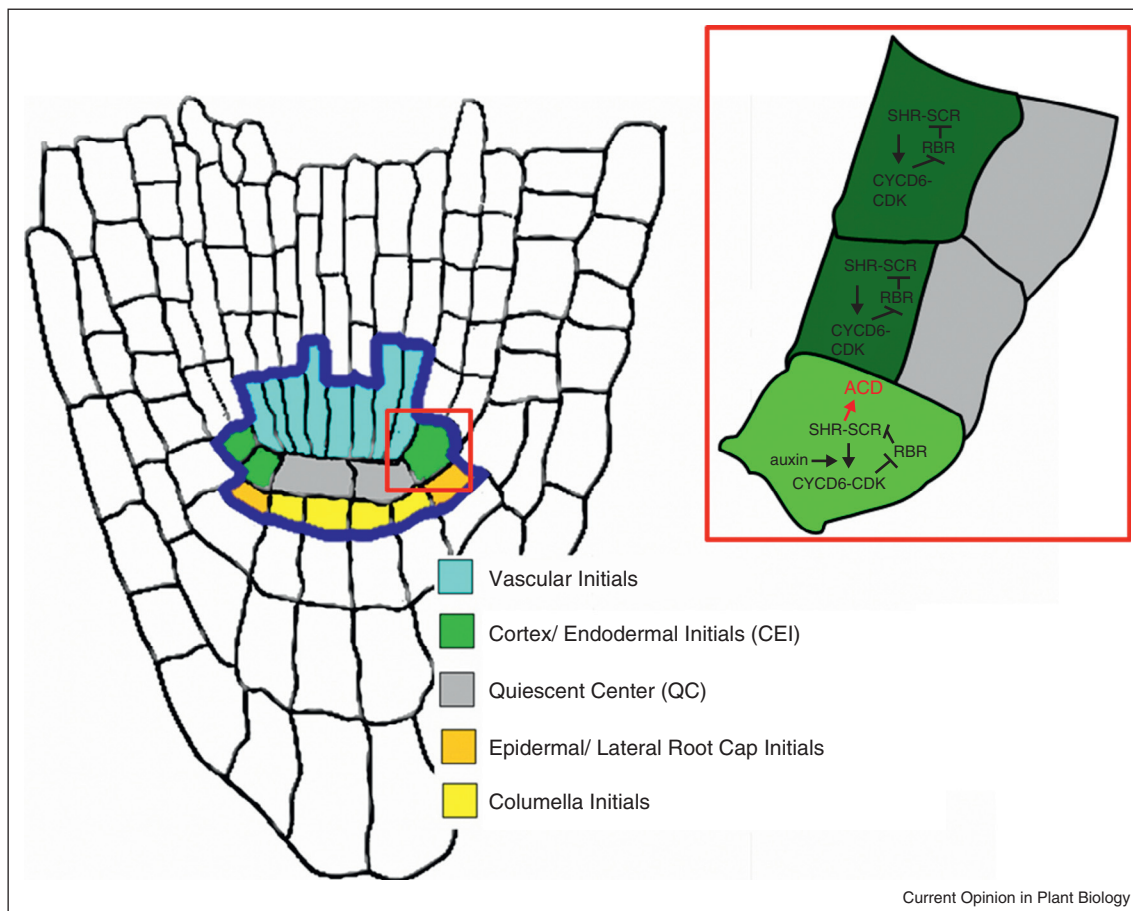 SHR-SCR
RBR
CYCD6-
CDK
SHR-SCR
RBR
CYCD6-
CDK
ACD
SHR-SCR
RBR
auxin
CYCD6-CDK
Vascular Initials
Cortex/ Endodermal Initials (CEI)
Quiescent Center (QC)
Epidermal/ Lateral Root Cap Initials
Columella Initials
Current Opinion in Plant Biology